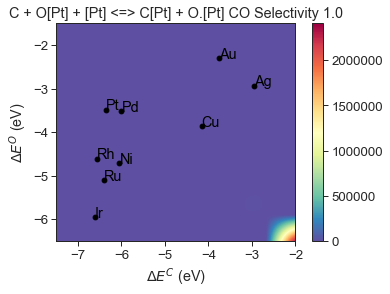 C + O[Pt] + [Pt] <=> C[Pt] + O.[Pt] CO Selectivity 1.0
ΔE^O (eV)
−2
−3
−4
−5
−6
Au
Ag
Pt
Pd
Cu
Rh
Ni
Ru
Ir
−7
−6
−5
−4
−3
−2
ΔE^C (eV)
2000000
1500000
1000000
500000
0